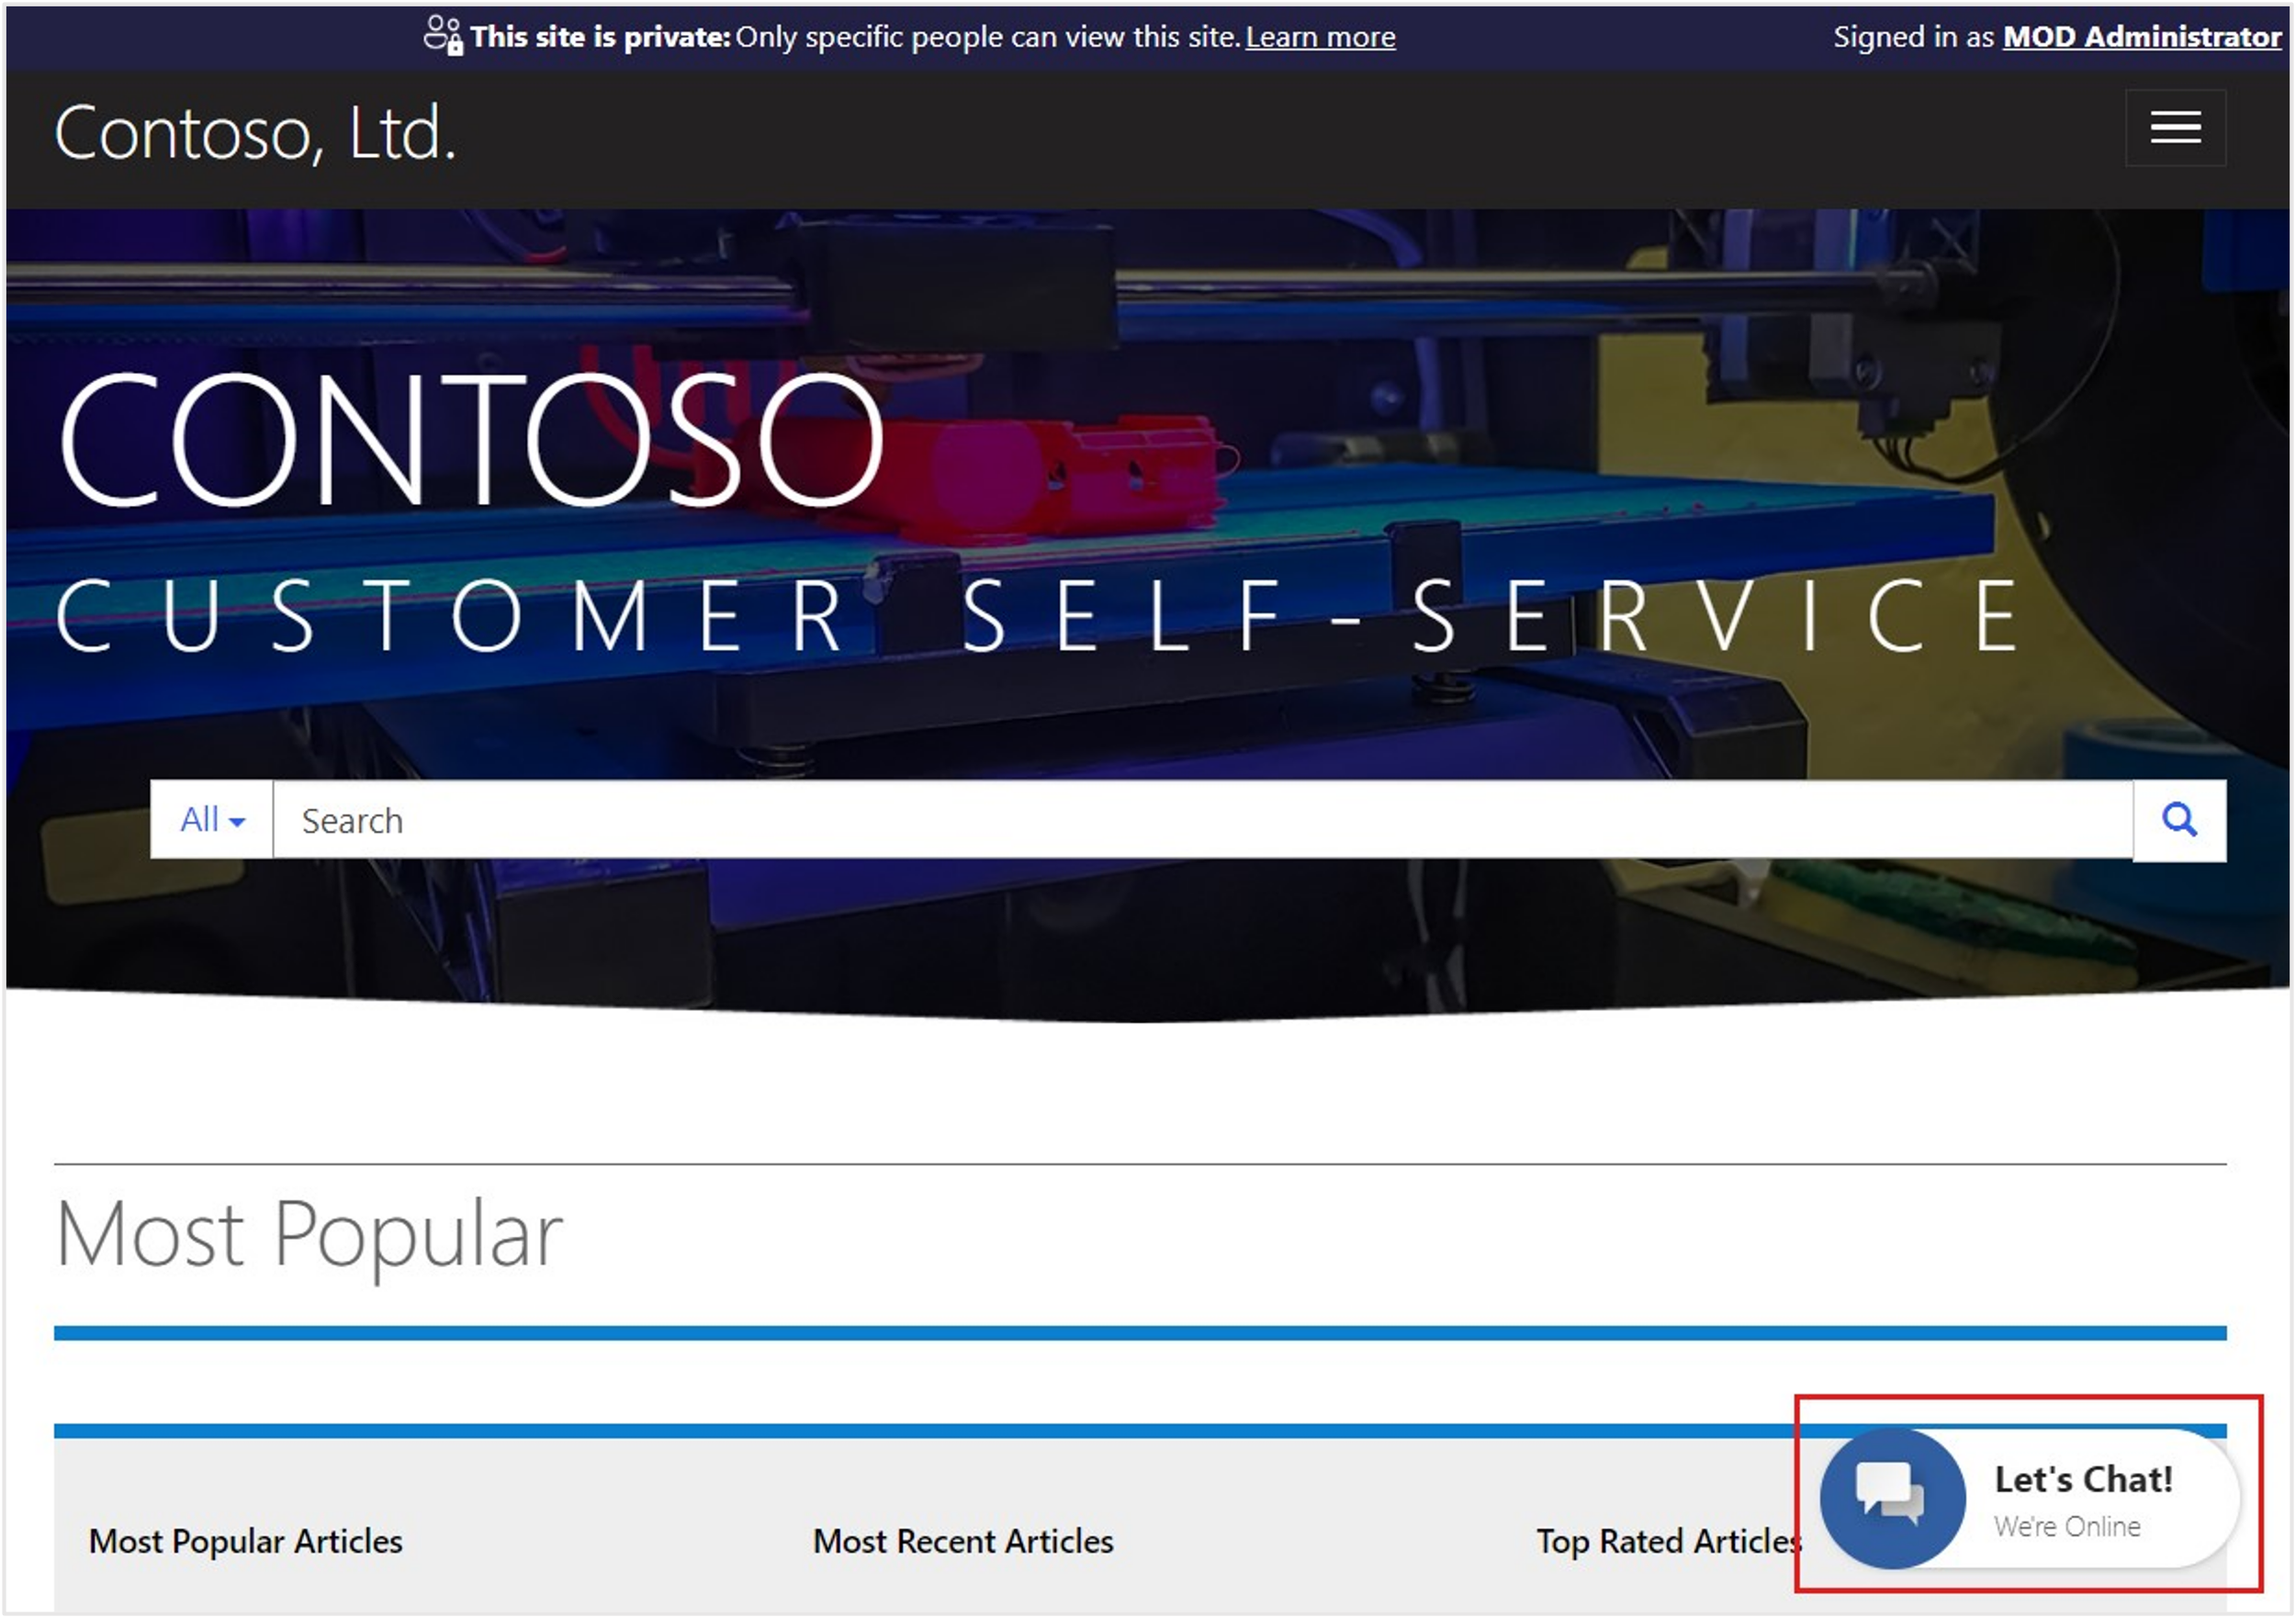 This site is private: Only specific people can view this site. Learn more
Signed in as MOD Administrator
Contoso, Ltd.
CONTOSO
CUSTOMER SELF-SERVICE
All
Search
Most Popular
Most Popular Articles
Most Recent Articles
Top Rated Articles
Let's Chat!
We're Online